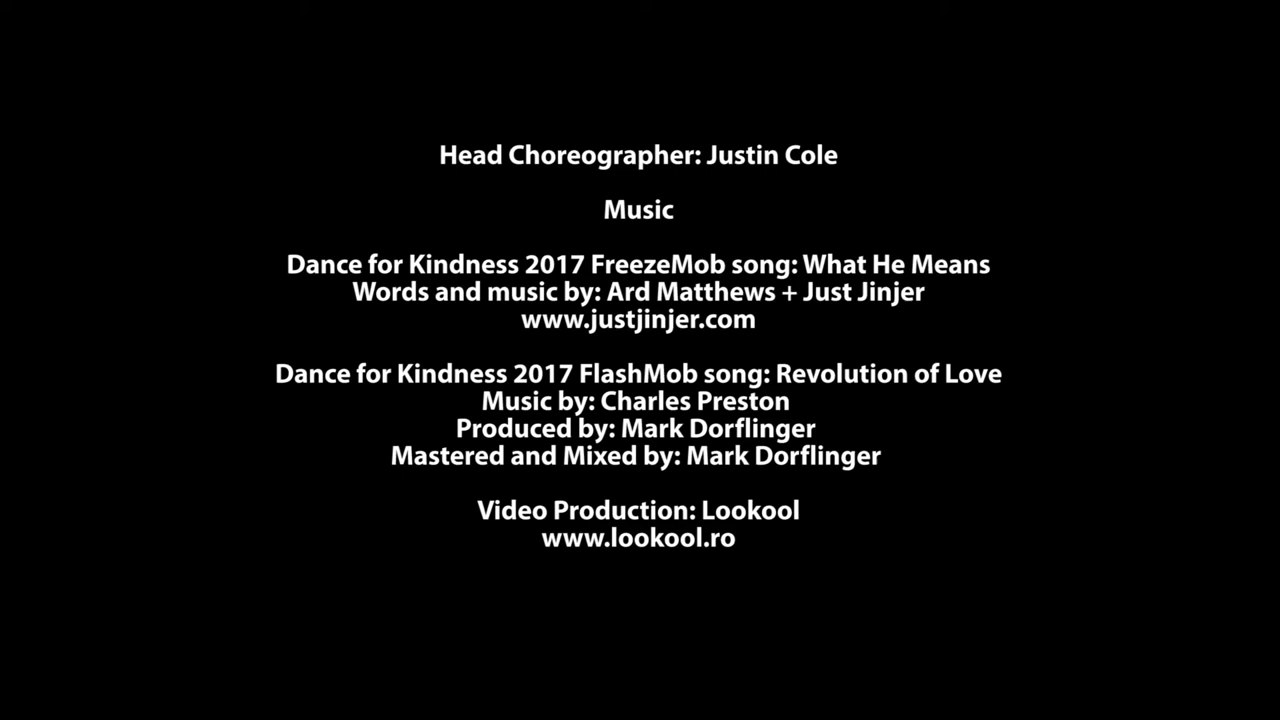 Head Choreographer: Justin Cole
Music
Dance for Kindness 2017 FreezeMob song: What He Means
Words and music by: Ard Matthews + Just Jinjer
www.justjinjer.com
Dance for Kindness 2017 FlashMob song: Revolution of Love
Music by: Charles Preston
Produced by: Mark Dorflinger
Mastered and Mixed by: Mark Dorflinger
Video Production: Lookool
www.lookool.ro